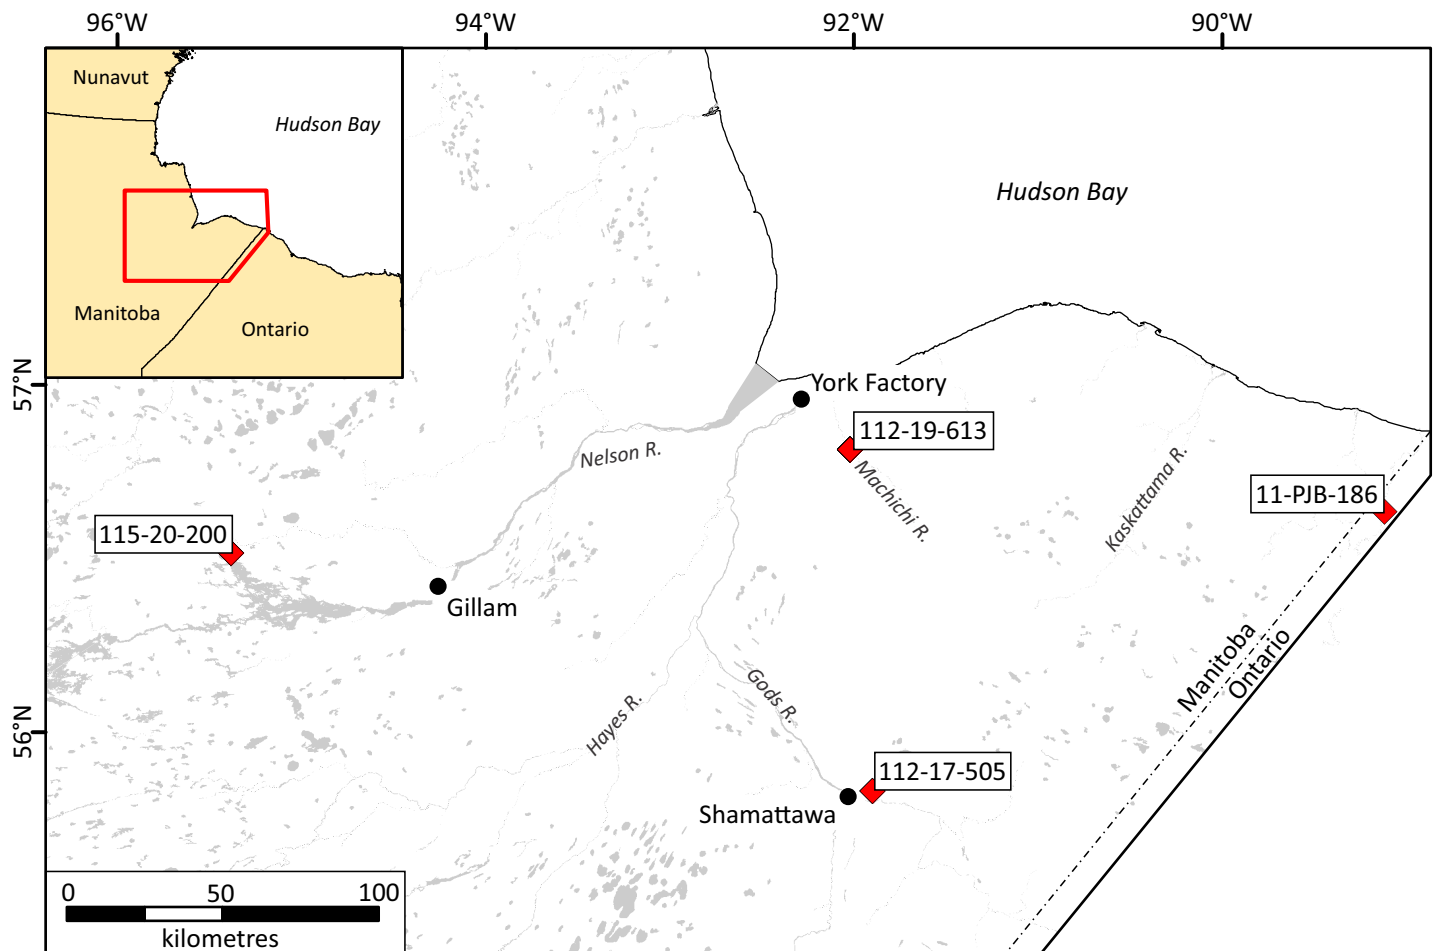 96°W
94°W
92°W
90°W
Nunavut
Hudson Bay
Manitoba
Ontario
Hudson Bay
57°N
York Factory
112-19-613
Nelson R.
Machichi R.
Kaskattama R.
11-PJB-186
115-20-200
Gillam
Manitoba
Ontario
Gods R.
Hayes R.
56°N
112-17-505
Shamattawa
0 50 100
kilometres